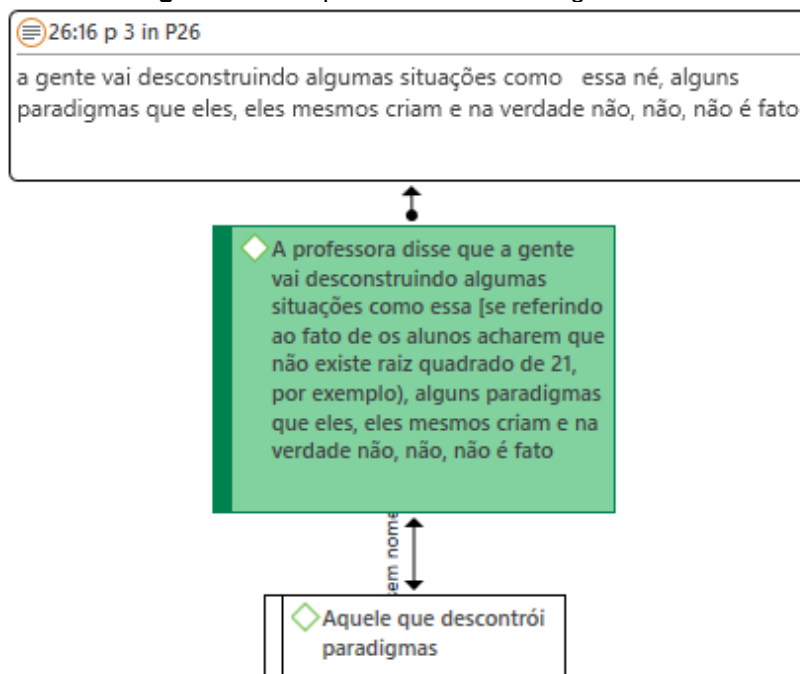 26:16 p 3 in P26
a gente vai desconstruindo algumas situações como essa né, alguns
paradigmas que eles, eles mesmos criam e na verdade não, não, não é fato
A professora disse que a gente
vai desconstruindo algumas
situações como essa [se referindo
ao fato de os alunos acharem que
não existe raiz quadrado de 21,
por exemplo), alguns paradigmas
que eles, eles mesmos criam e na
verdade não, não, não é fato
sem nome
Aquele que descontrói
paradigmas